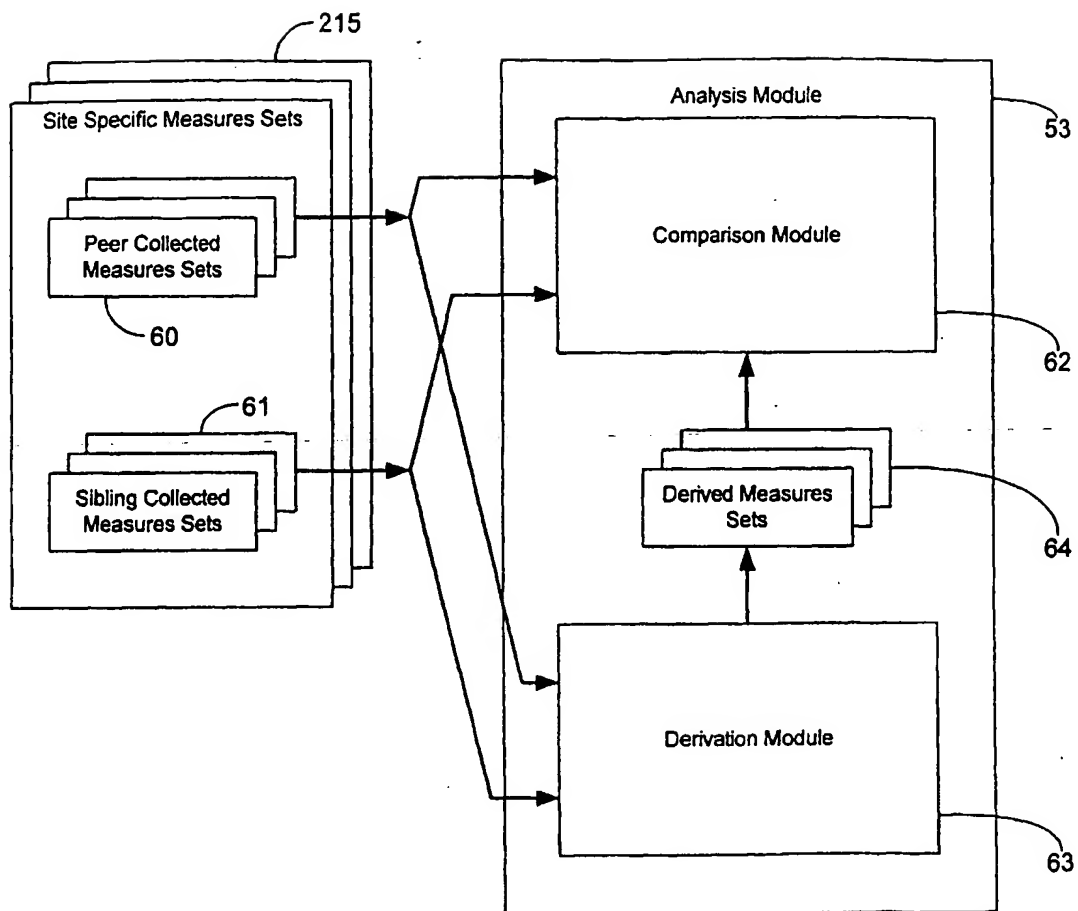 215
Site Specific Measures Sets
Peer Collected
Measures Sets
60
61
Sibling Collected
Measures Sets
Analysis Module
53
Comparison Module
62
Derived Measures
Sets
64
Derivation Module
63